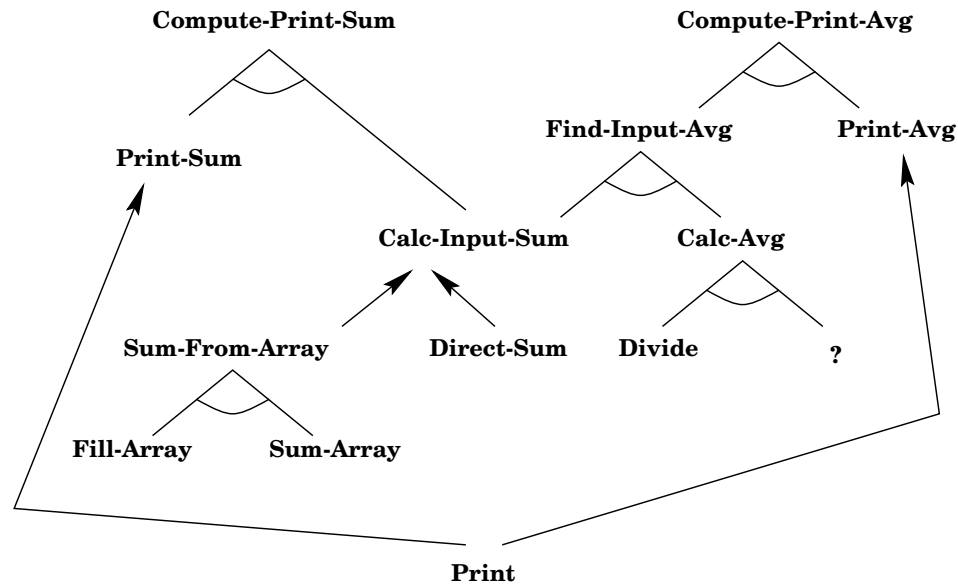 Compute-Print-Sum
Compute-Print-Avg
Find-Input-Avg
Print-Avg
Print-Sum
Calc-Input-Sum
Calc-Avg
Sum-From-Array
Direct-Sum
Divide
?
Fill-Array
Sum-Array
Print